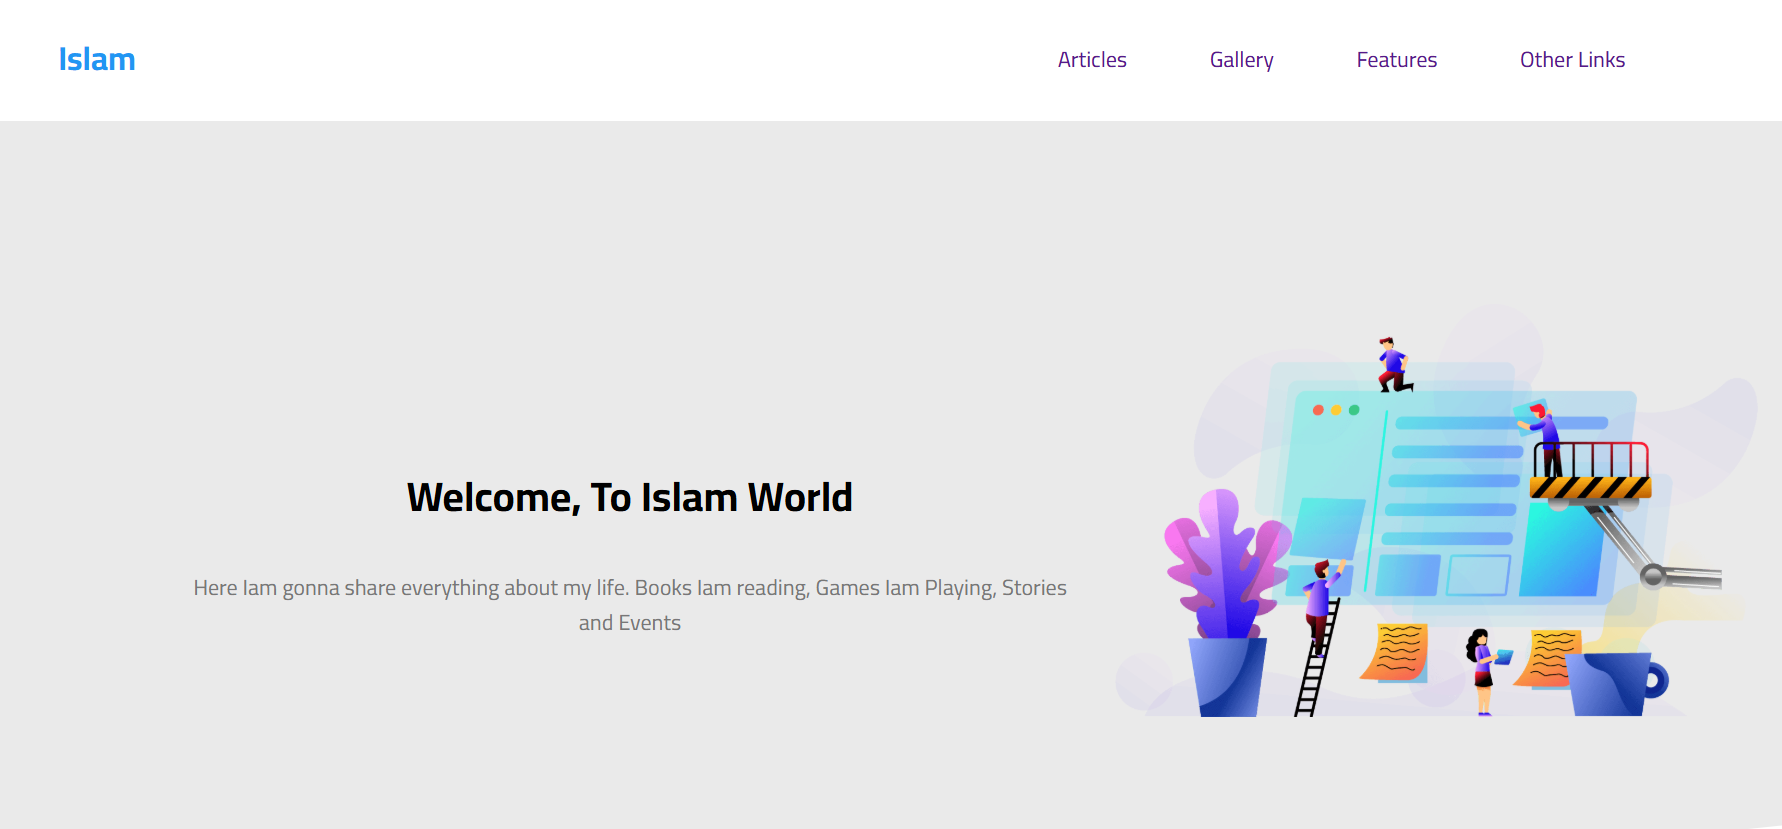 Islam
Articles
Gallery
Features
Other Links
Welcome, To Islam World
Here Iam gonna share everything about my life. Books Iam reading, Games Iam Playing, Stories
and Events